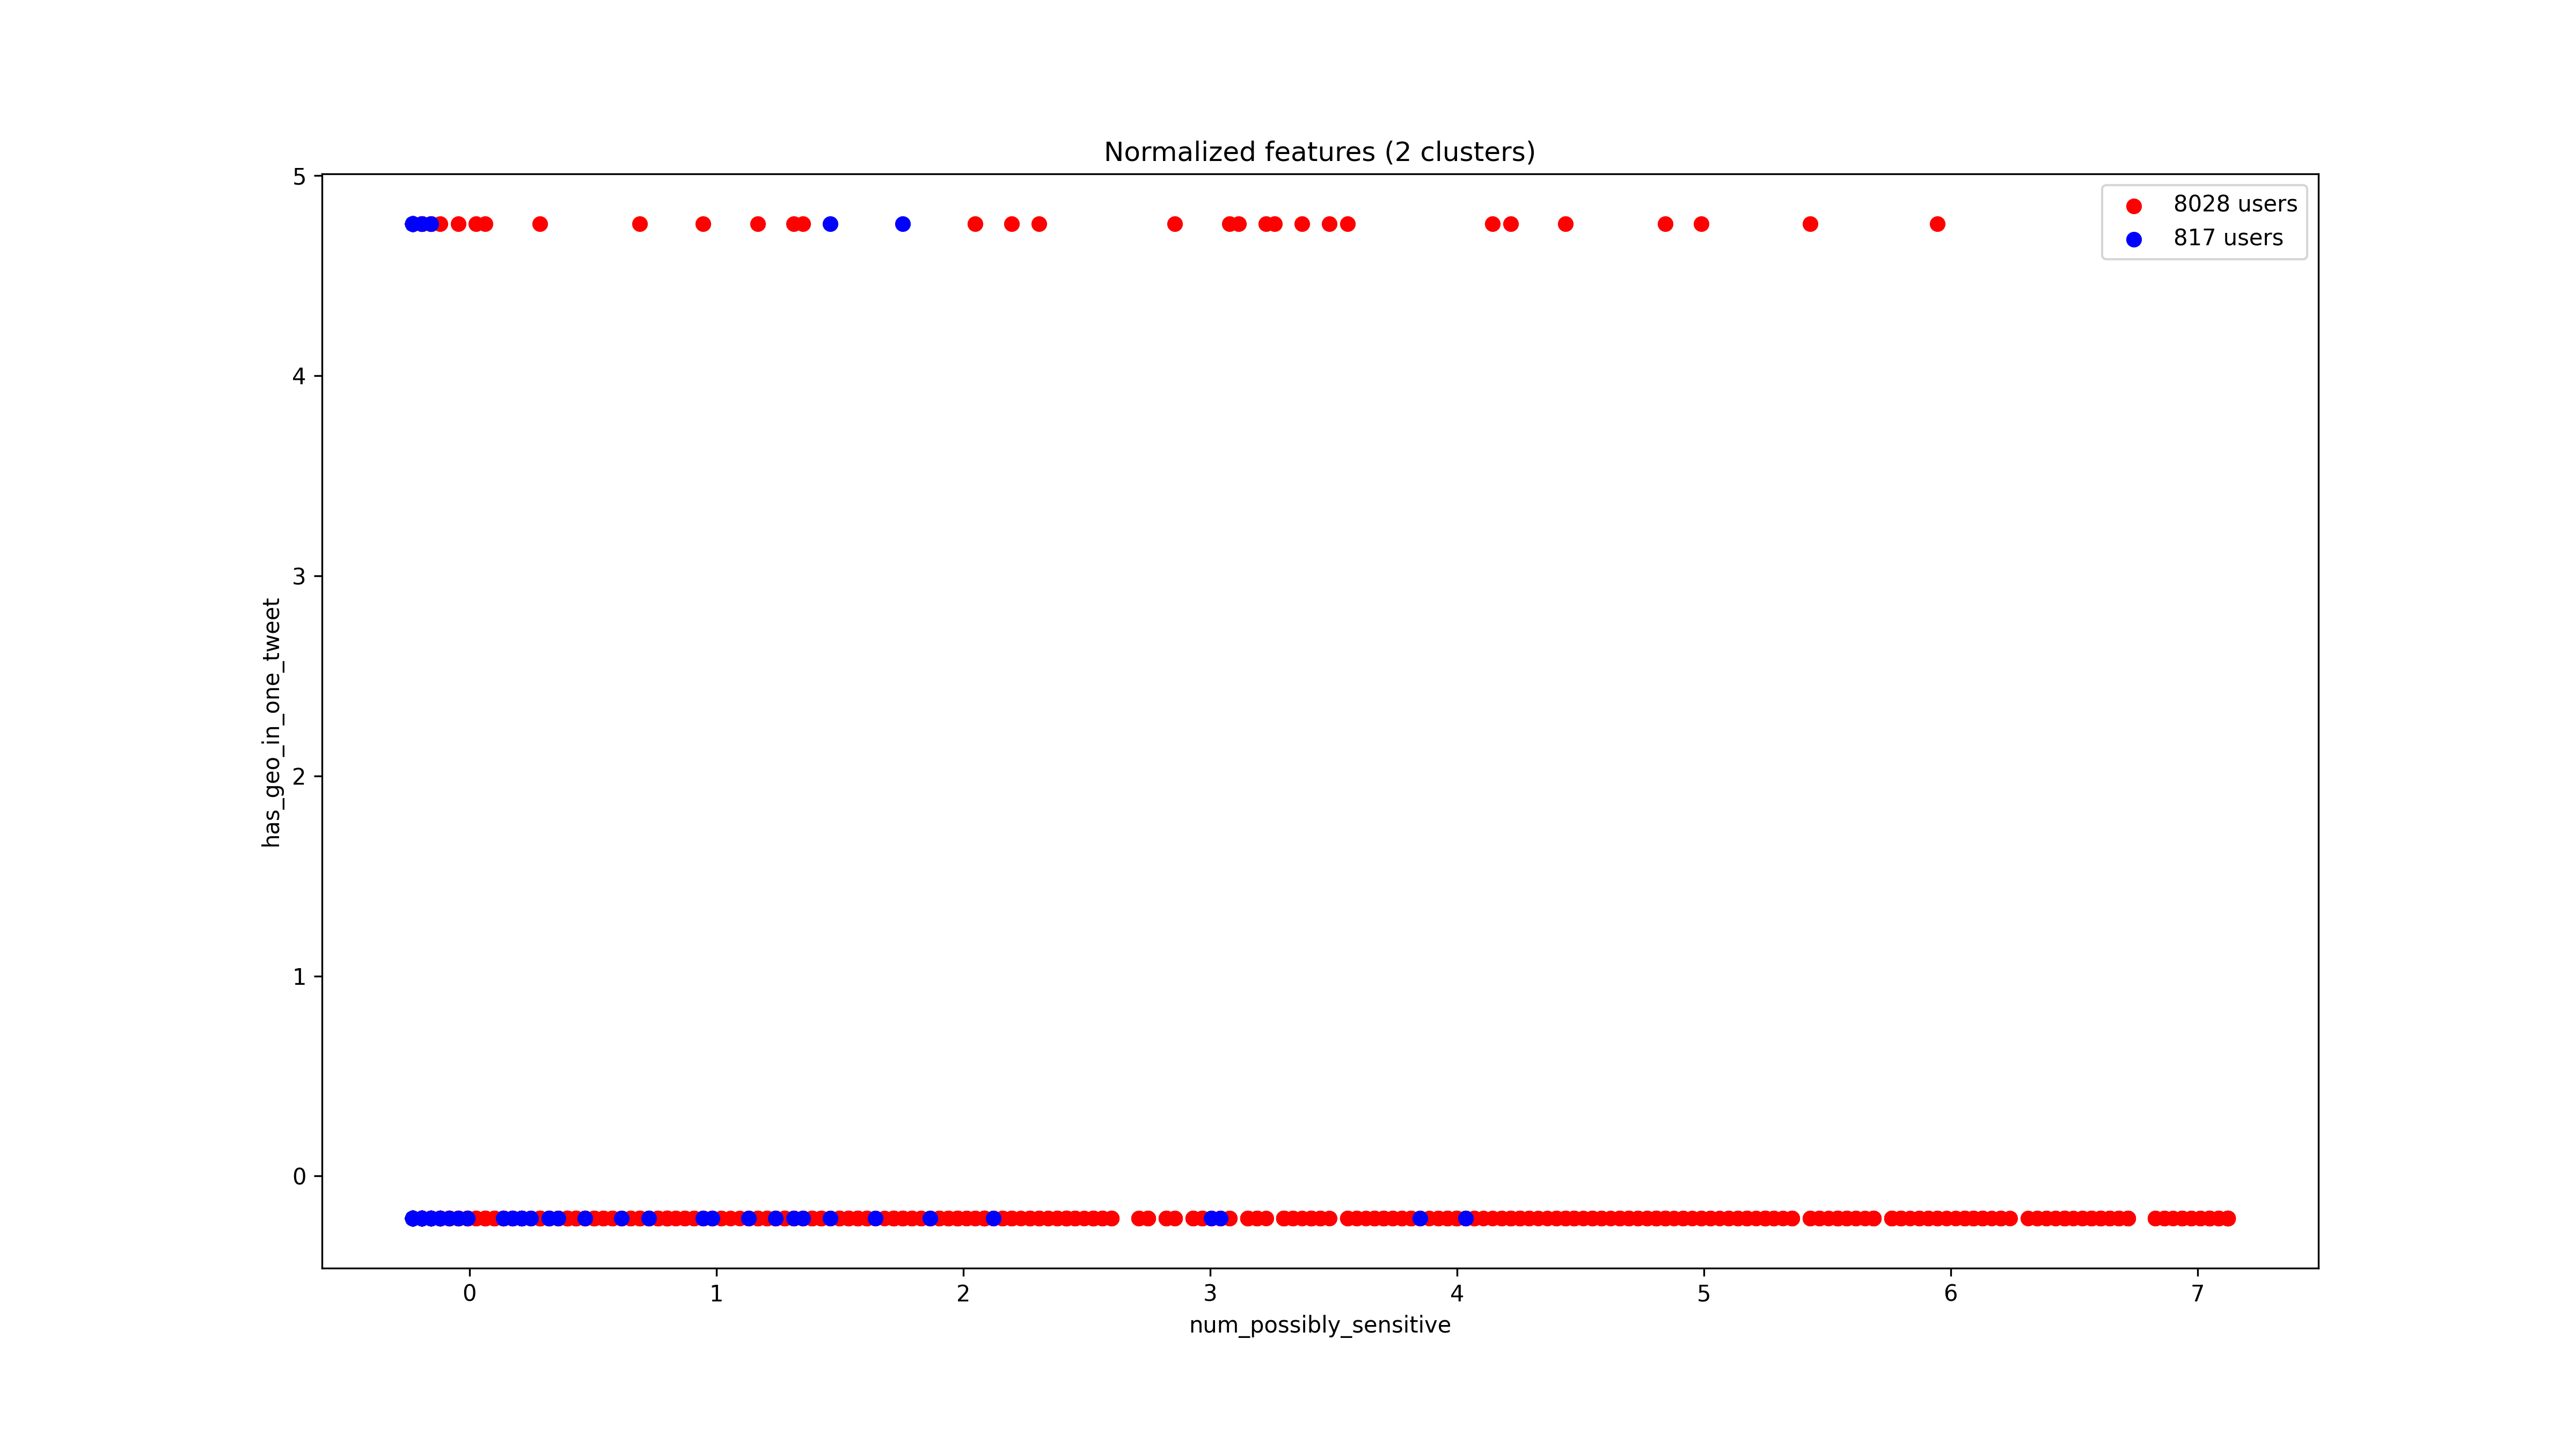 Normalized features (2 clusters)
8028 users
817 users
5
4
3
2
1
0
has_geo_in_one_tweet
0 1 2 3 4 5 6 7
num_possibly_sensitive